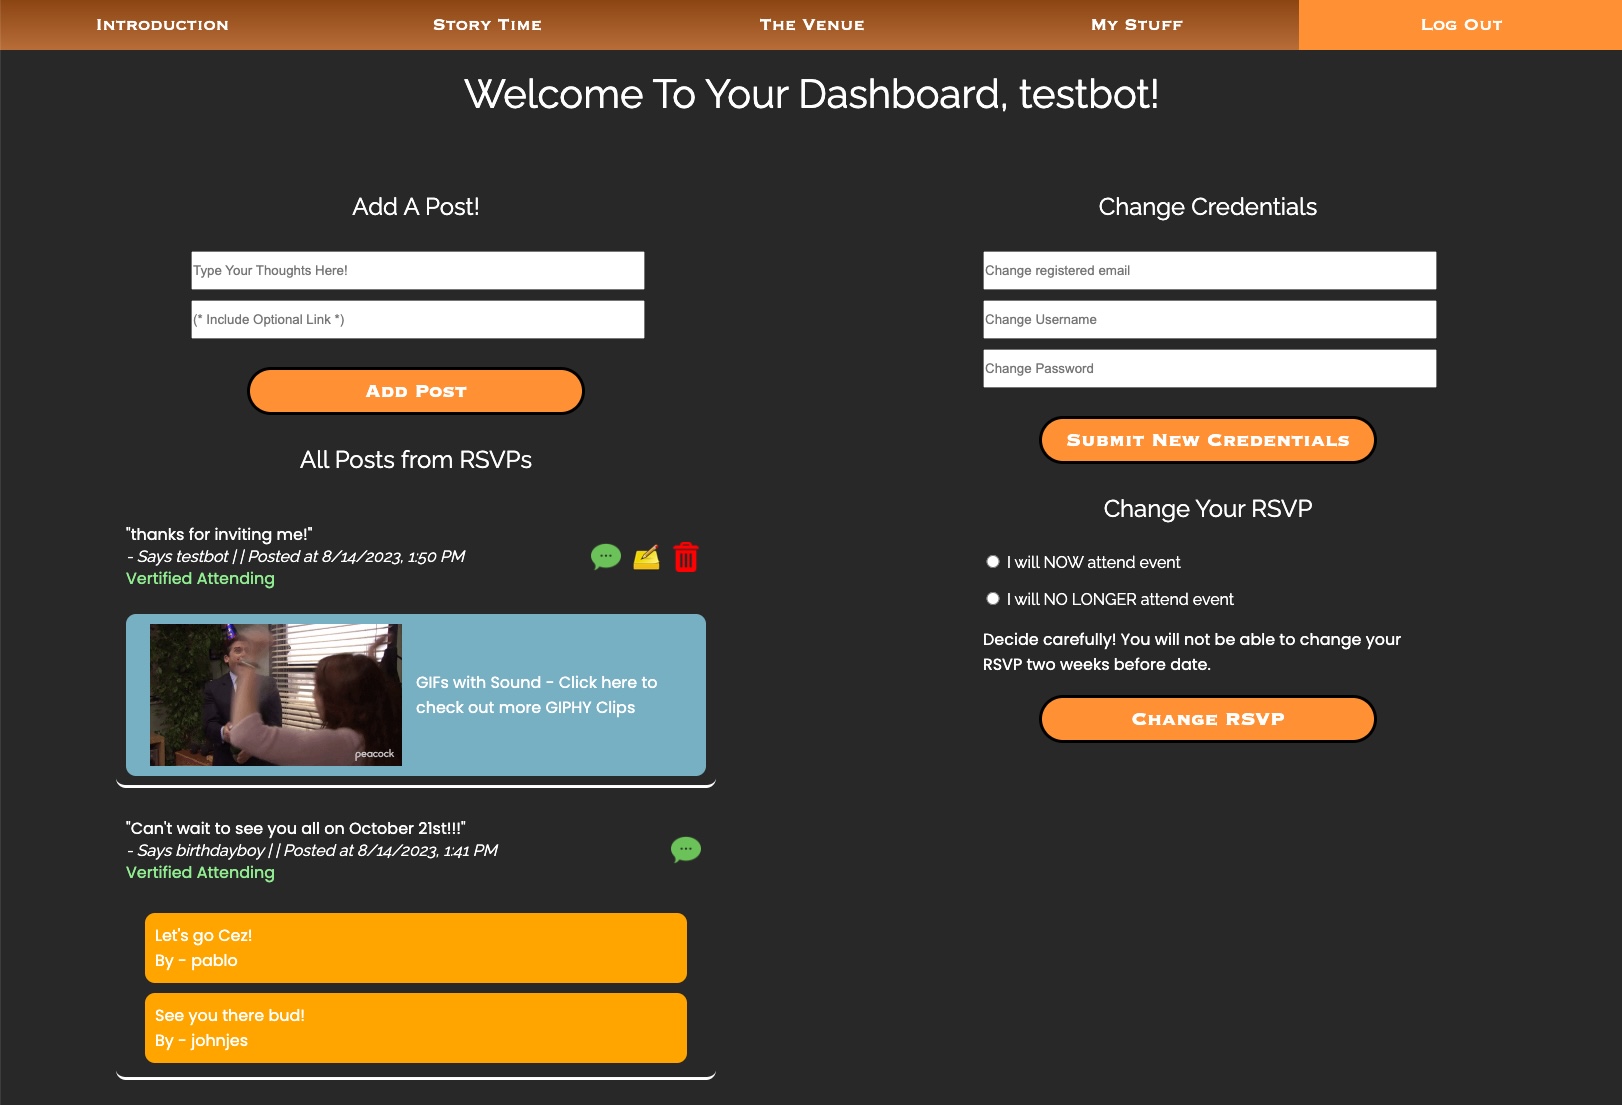 Introduction
Story Time
The Venue
My Stuff
Log Out
Welcome To Your Dashboard, testbot!
Add A Post!
Type Your Thoughts Here!
(* Include Optional Link *)
Add Post
All Posts from RSVPs
"thanks for inviting me!"
- Says testbot | | Posted at 8/14/2023, 1:50 PM
Vertified Attending
peacock
GIFs with Sound - Click here to
check out more GIPHY Clips
"Can't wait to see you all on October 21st!!!"
- Says birthdayboy | | Posted at 8/14/2023, 1:41 PM
Vertified Attending
Let's go Cez!
By - pablo
See you there bud!
By - johnjes
Change Credentials
Change registered email
Change Username
Change Password
Submit New Credentials
Change Your RSVP
I will NOW attend event
I will NO LONGER attend event
Decide carefully! You will not be able to change your
RSVP two weeks before date.
Change RSVP